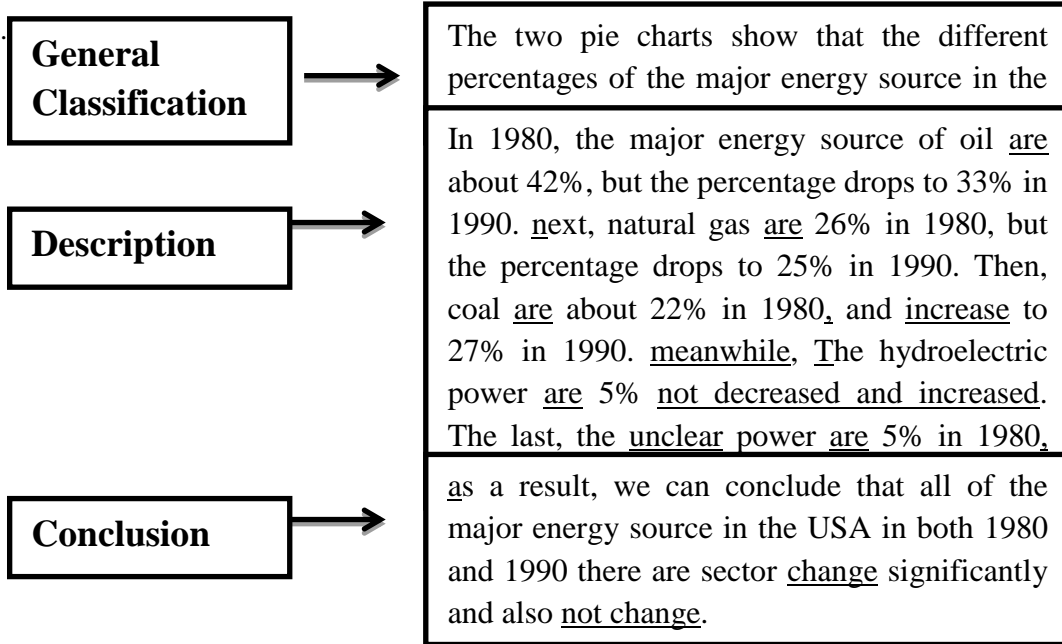 General
Classification
The two pie charts show that the different
percentages of the major energy source in the
Description
In 1980, the major energy source of oil are
about 42%, but the percentage drops to 33% in
1990. next, natural gas are 26% in 1980, but
the percentage drops to 25% in 1990. Then,
coal are about 22% in 1980, and increase to
27% in 1990. meanwhile, The hydroelectric
power are 5% not decreased and increased.
The last, the unclear power are 5% in 1980,
Conclusion
as a result, we can conclude that all of the
major energy source in the USA in both 1980
and 1990 there are sector change significantly
and also not change.